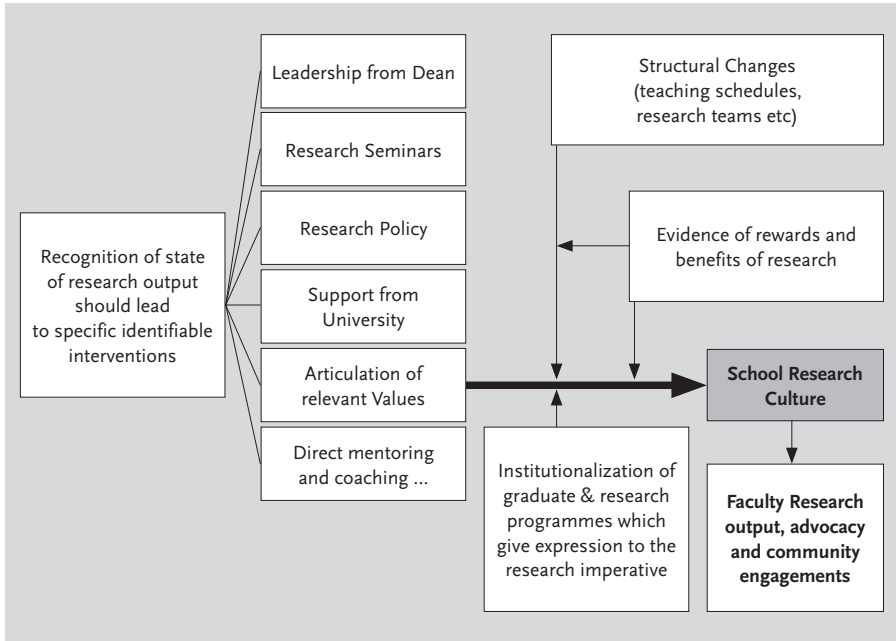 Recognition of state
of research output
should lead
to specific identifiable
interventions
Leadership from Dean
Research Seminars
Research Policy
Support from
University
Articulation of
relevant Values
Direct mentoring
and coaching ...
Structural Changes
(teaching schedules,
research teams etc)
Evidence of rewards and
benefits of research
Institutionalization of
graduate & research
programmes which
give expression to the
research imperative
School Research
Culture
Faculty Research
output, advocacy
and community
engagements